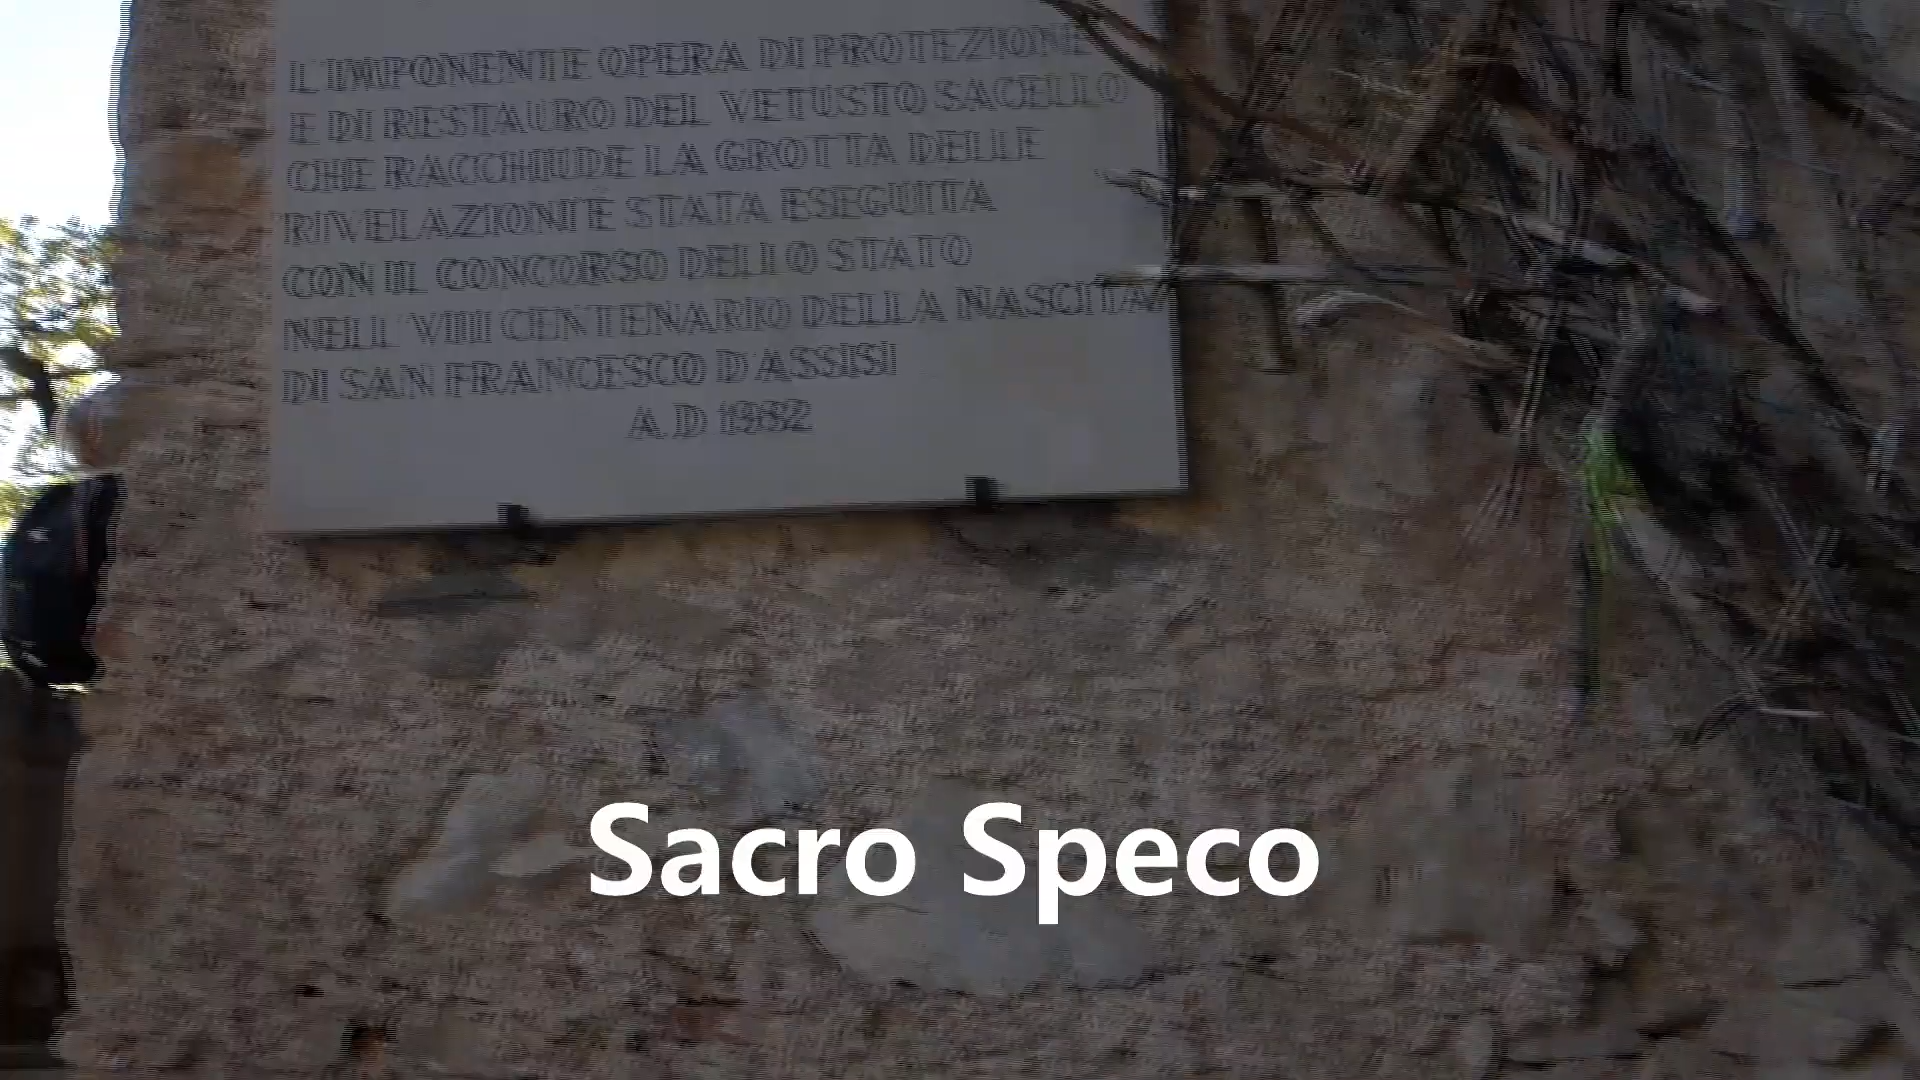 L'IMPONENTE OPERA DI PROTEZIONE
E DI RESTAURO DEL VETUSTO SACELLO
CHE RACCHIUDE LA GROTTA DELLE
RIVELAZIONI E STATA ESEGUITA
CON IL CONCORSO DELLO STATO
NELL'VIII CENTENARIO DELLA NASCITA
DI SAN FRANCESCO D'ASSISI
A.D 1982
Sacro Speco